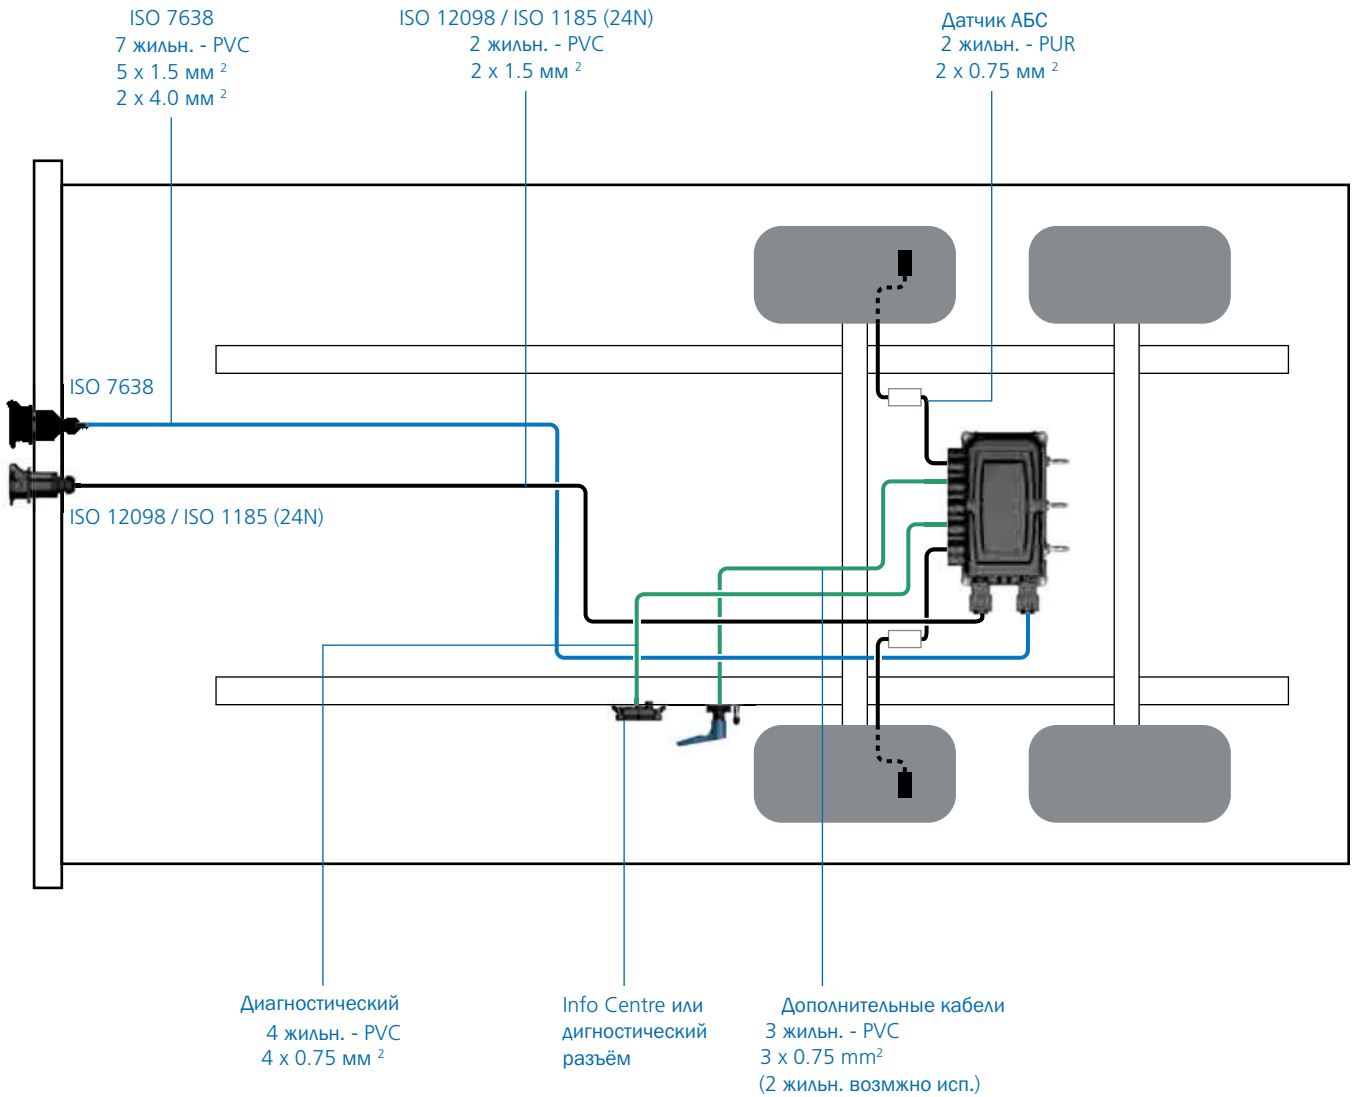 ISO 7638
7 жильн. - PVC
5 x 1.5 мм ²
2 x 4.0 мм ²
ISO 12098 / ISO 1185 (24N)
2 жильн. - PVC
2 x 1.5 мм ²
Датчик АБС
2 жильн. - PUR
2 x 0.75 мм ²
ISO 7638
ISO 12098 / ISO 1185 (24N)
Диагностический
4 жильн. - PVC
4 x 0.75 мм ²
Info Centre или
дигностический
разъём
Дополнительные кабели
3 жильн. - PVC
3 x 0.75 mm²
(2 жильн. возмжно исп.)